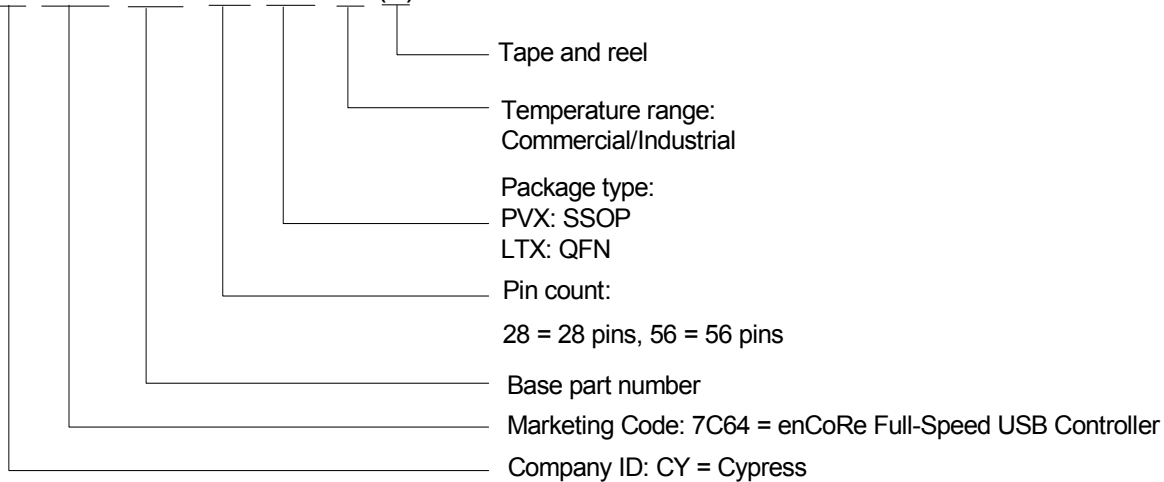 Tape and reel
Temperature range:
Commercial/Industrial
Package type:
PVX: SSOP
LTX: QFN
Pin count:
28 = 28 pins, 56 = 56 pins
Base part number
Marketing Code: 7C64 = enCoRe Full-Speed USB Controller
Company ID: CY = Cypress